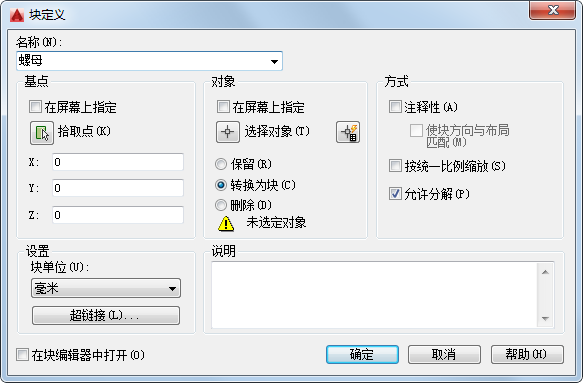 块定义
名称(N):
螺母
基点
在屏幕上指定
拾取点(K)
X: 0
Y: 0
Z: 0
对象
在屏幕上指定
选择对象(T)
保留(R)
转换为块(C)
删除(D)
未选定对象
方式
注释性(A)
使块方向与布局
匹配(M)
按统一比例缩放(S)
允许分解(P)
设置
块单位(U):
毫米
超链接(L)...
说明
在块编辑器中打开(O)
确定
取消
帮助(H)